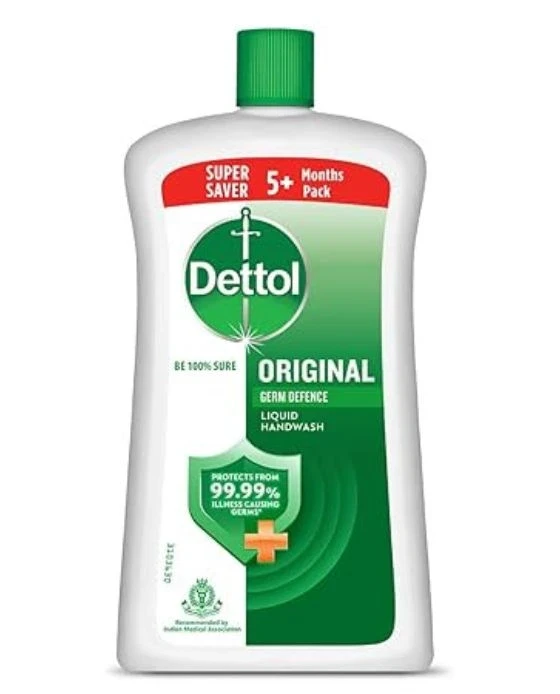 SUPER
SAVER
5+
Months
Pack
Dettol
BE 100% SURE
ORIGINAL
GERM DEFENCE
LIQUID
HANDWASH
PROTECTS FROM
99.99%
ILLNESS CAUSING
GERMS*
Recommended by
Indian Medical Association